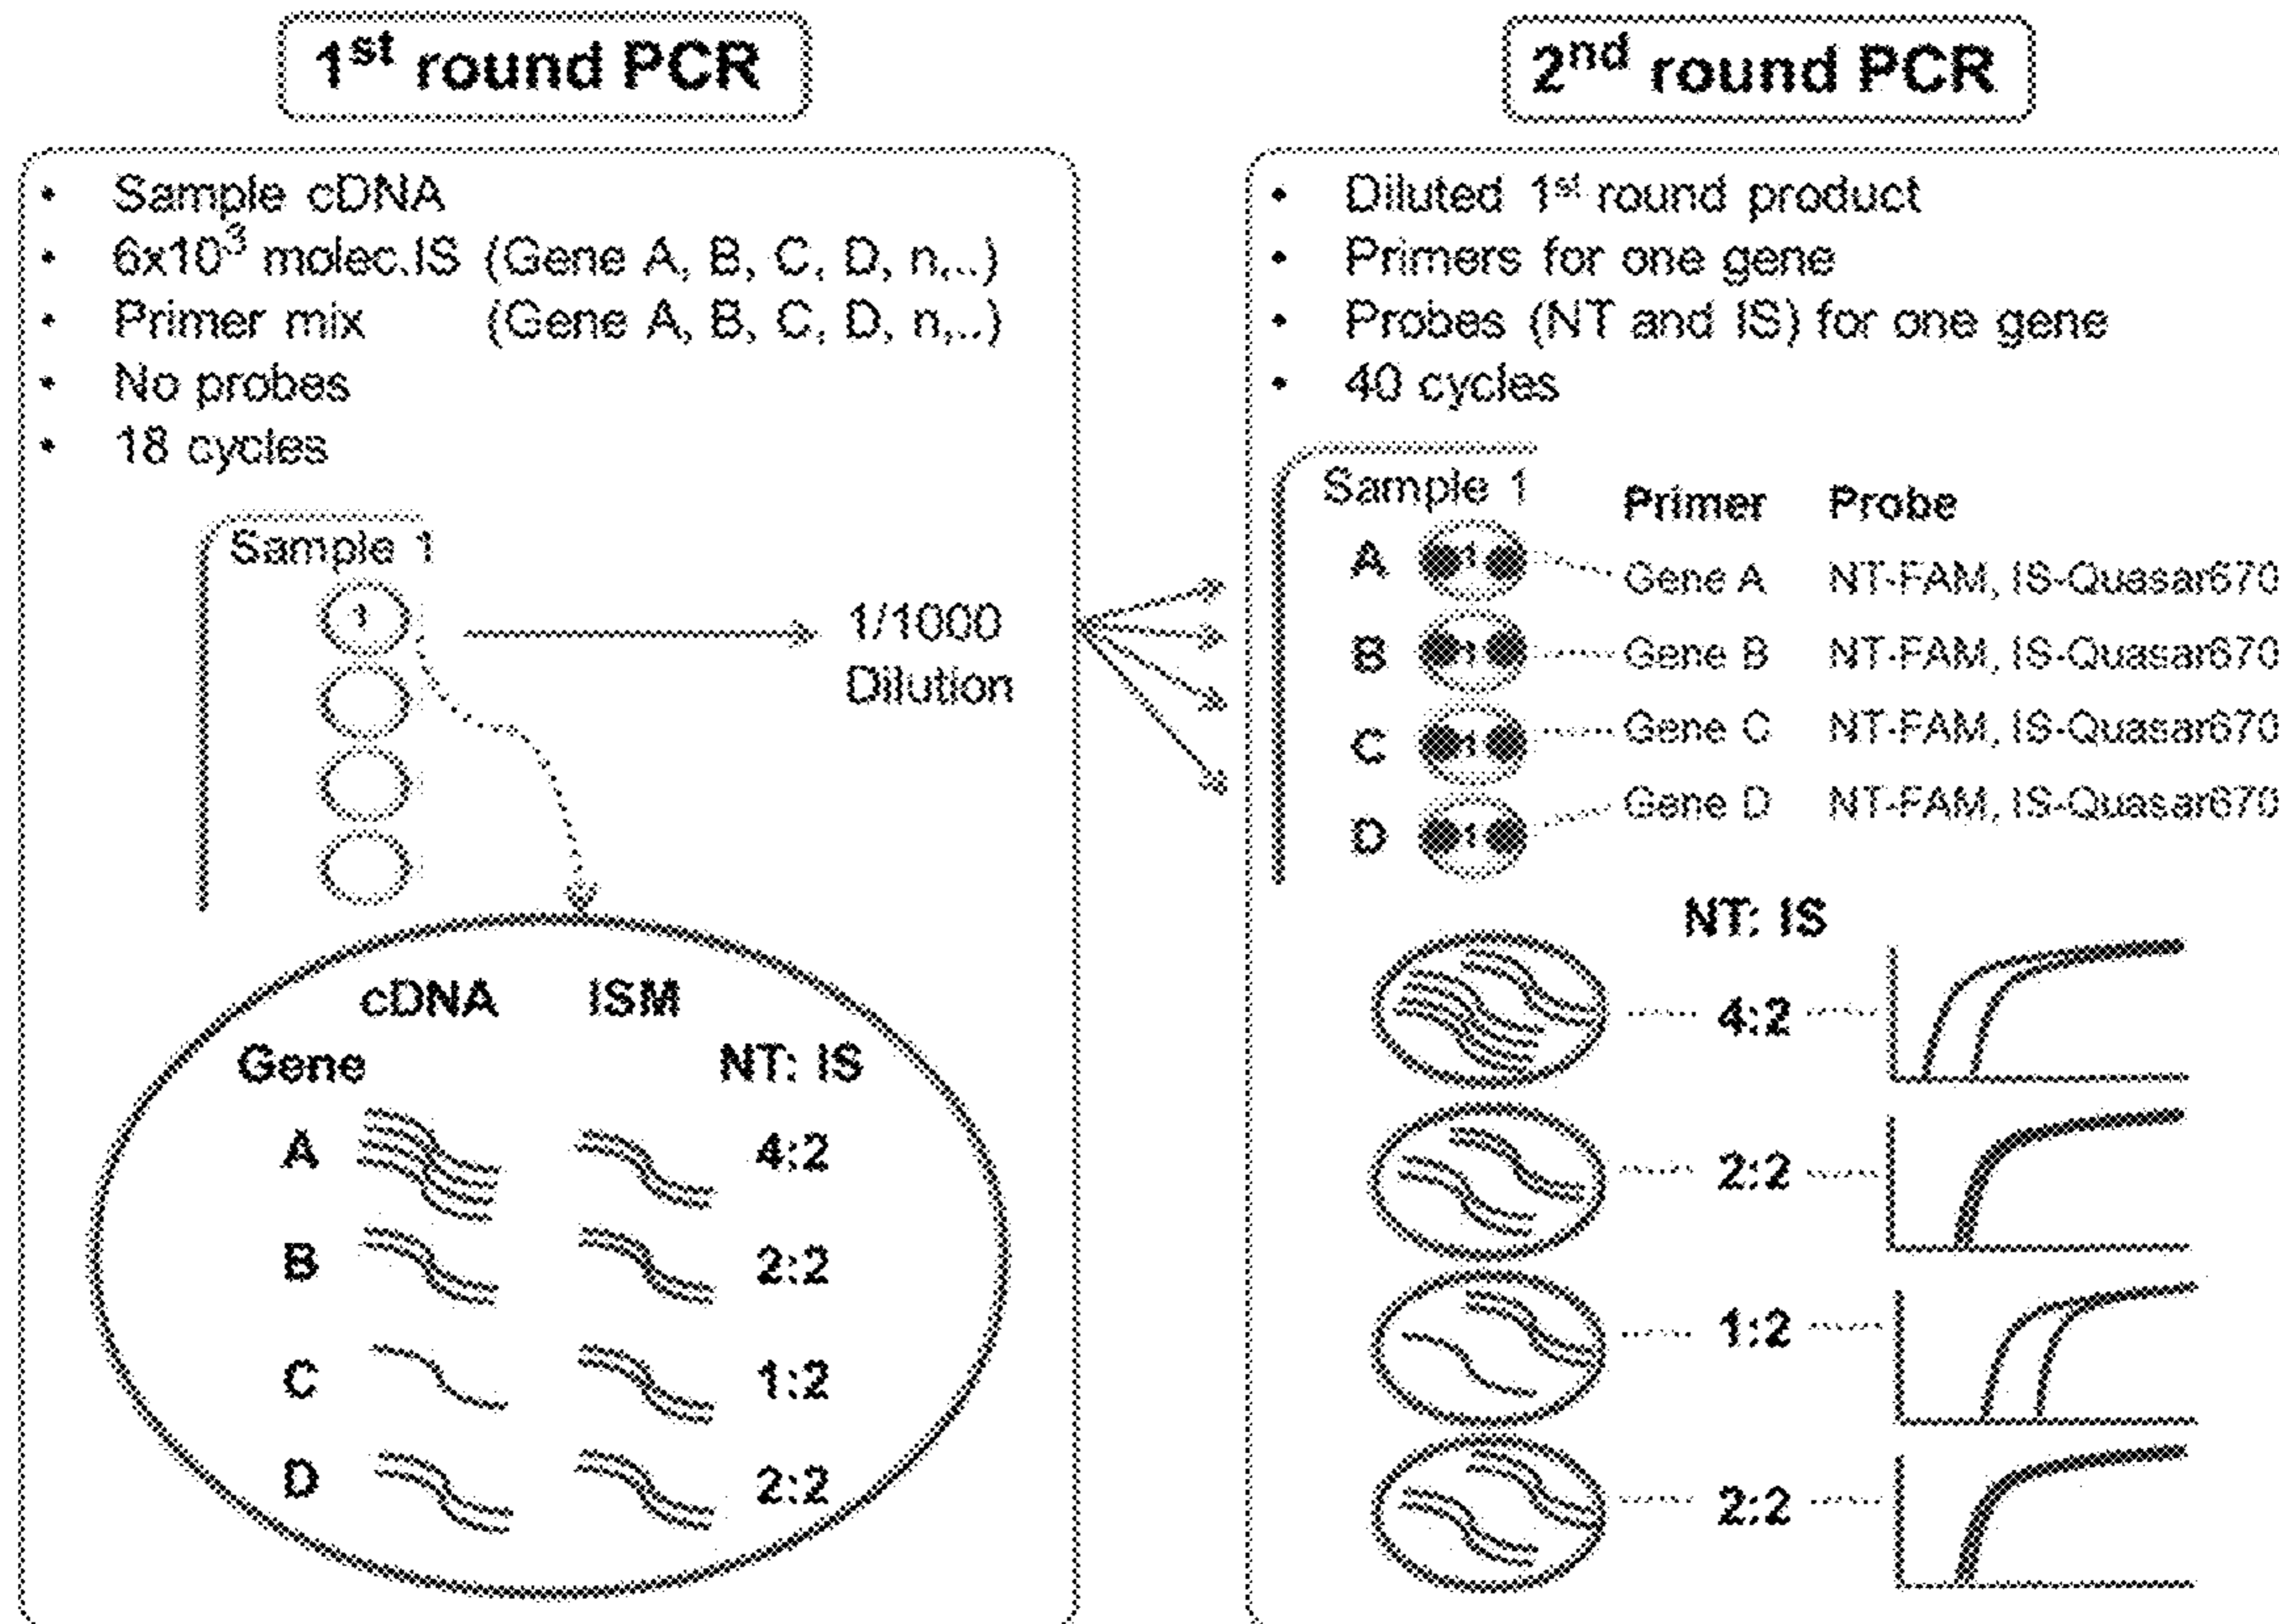 1st round PCR
• Sample cDNA
• 6x10³ molec.IS (Gene A, B, C, D, n,..)
• Primer mix (Gene A, B, C, D, n,..)
• No probes
• 18 cycles
Sample 1
1
1/1000
Dilution
cDNA ISM
Gene NT: IS
A 4:2
B 2:2
C 1:2
D 2:2
2nd round PCR
• Diluted 1st round product
• Primers for one gene
• Probes (NT and IS) for one gene
• 40 cycles
Sample 1 Primer Probe
A 1 Gene A NT-FAM, IS-Quasar670
B 1 Gene B NT-FAM, IS-Quasar670
C 1 Gene C NT-FAM, IS-Quasar670
D 1 Gene D NT-FAM, IS-Quasar670
NT: IS
4:2
2:2
1:2
2:2